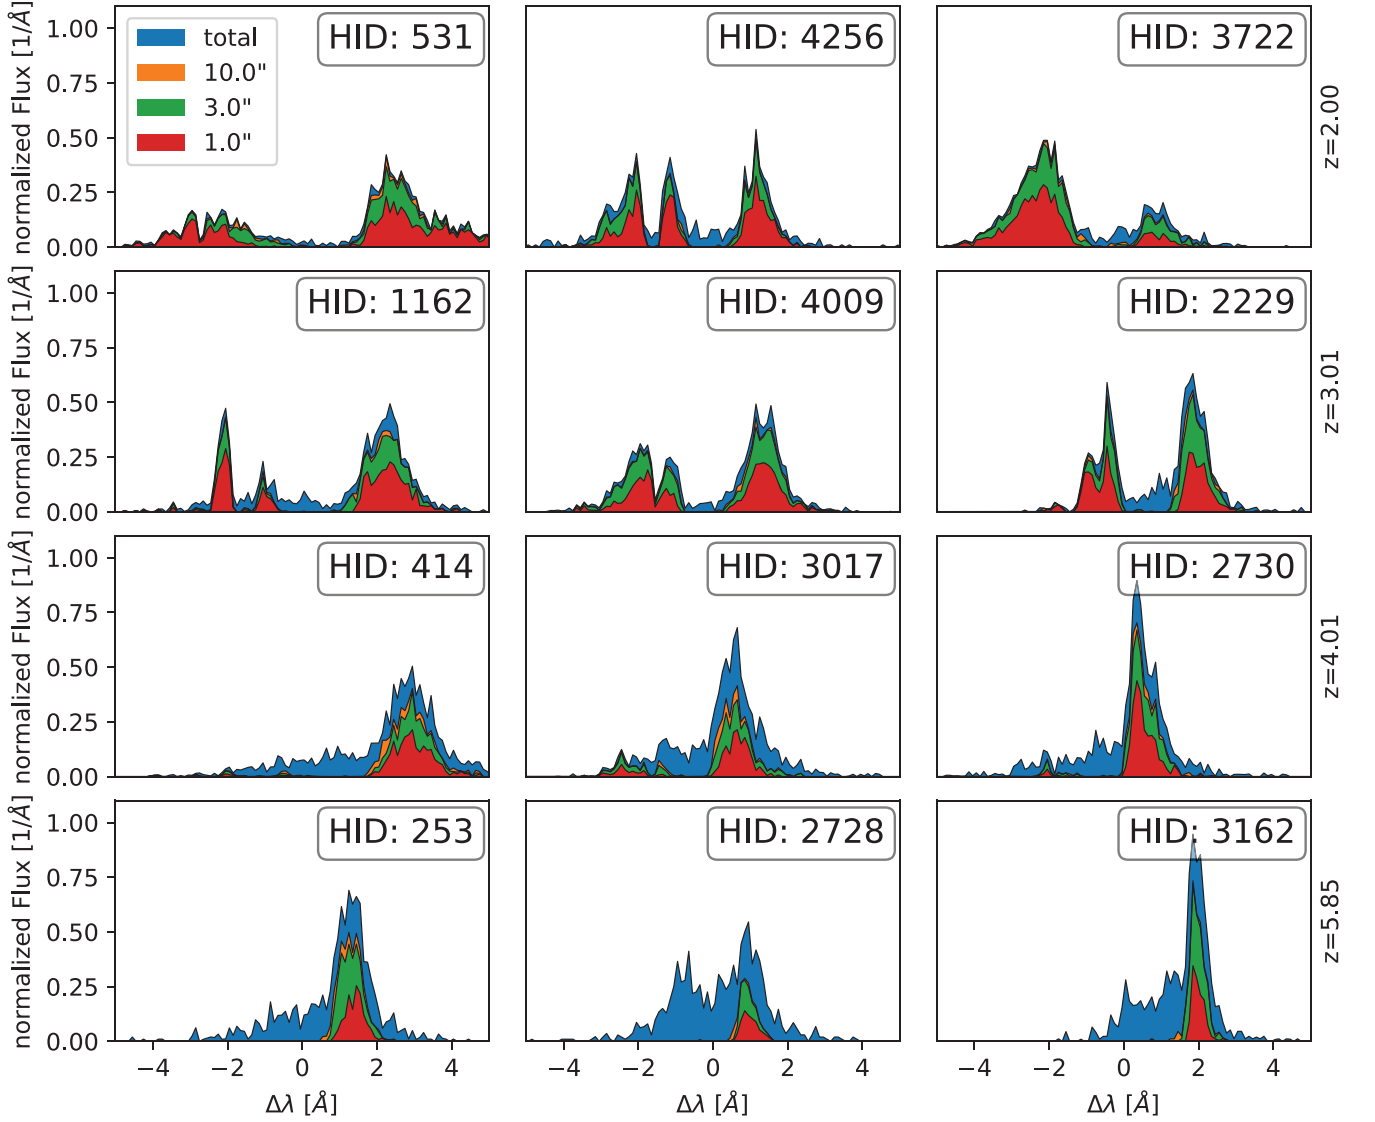 normalized Flux [1/Å]
1.00
0.75
0.50
0.25
0.00
total
10.0"
3.0"
1.0"
HID: 531
HID: 4256
HID: 3722
z=2.00
normalized Flux [1/Å]
1.00
0.75
0.50
0.25
0.00
HID: 1162
HID: 4009
HID: 2229
z=3.01
normalized Flux [1/Å]
1.00
0.75
0.50
0.25
0.00
HID: 414
HID: 3017
HID: 2730
z=4.01
normalized Flux [1/Å]
1.00
0.75
0.50
0.25
0.00
HID: 253
HID: 2728
HID: 3162
z=5.85
−4 −2 0 2 4
−4 −2 0 2 4
−4 −2 0 2 4
Δλ [Å]
Δλ [Å]
Δλ [Å]